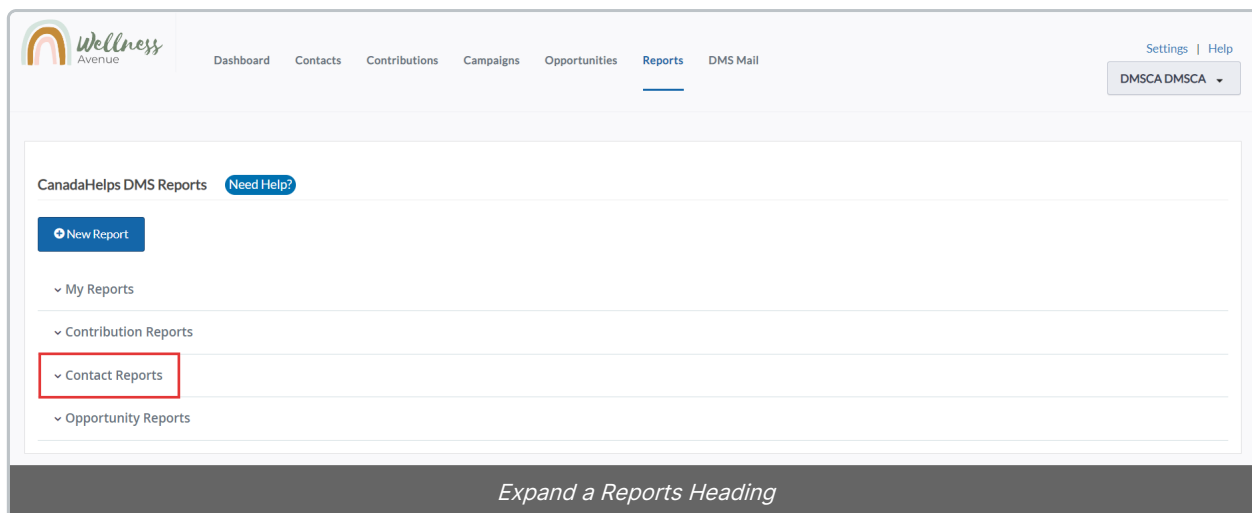 Wellness
Avenue
Dashboard Contacts Contributions Campaigns Opportunities Reports DMS Mail
Settings | Help
DMSCA DMSCA
CanadaHelps DMS Reports Need Help?
New Report
My Reports
Contribution Reports
Contact Reports
Opportunity Reports
Expand a Reports Heading